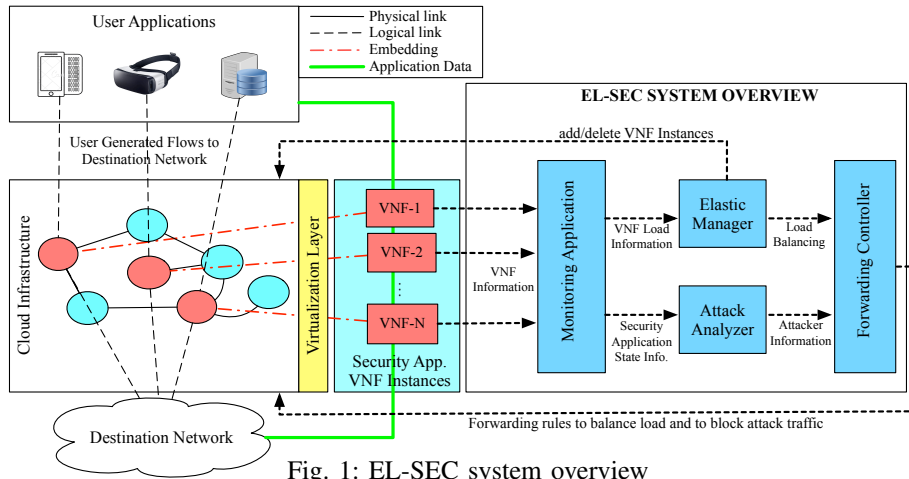 User Applications
Physical link
Logical link
Embedding
Application Data
EL-SEC SYSTEM OVERVIEW
User Generated Flows to
Destination Network
add/delete VNF Instances
Cloud Infrastructure
Virtualization Layer
VNF-1
VNF-2
...
VNF-N
Security App.
VNF Instances
VNF
Information
Monitoring Application
VNF Load
Information
Elastic
Manager
Load
Balancing
Security
Application
State Info.
Attack
Analyzer
Attacker
Information
Forwarding Controller
Destination Network
Forwarding rules to balance load and to block attack traffic
Fig. 1: EL-SEC system overview